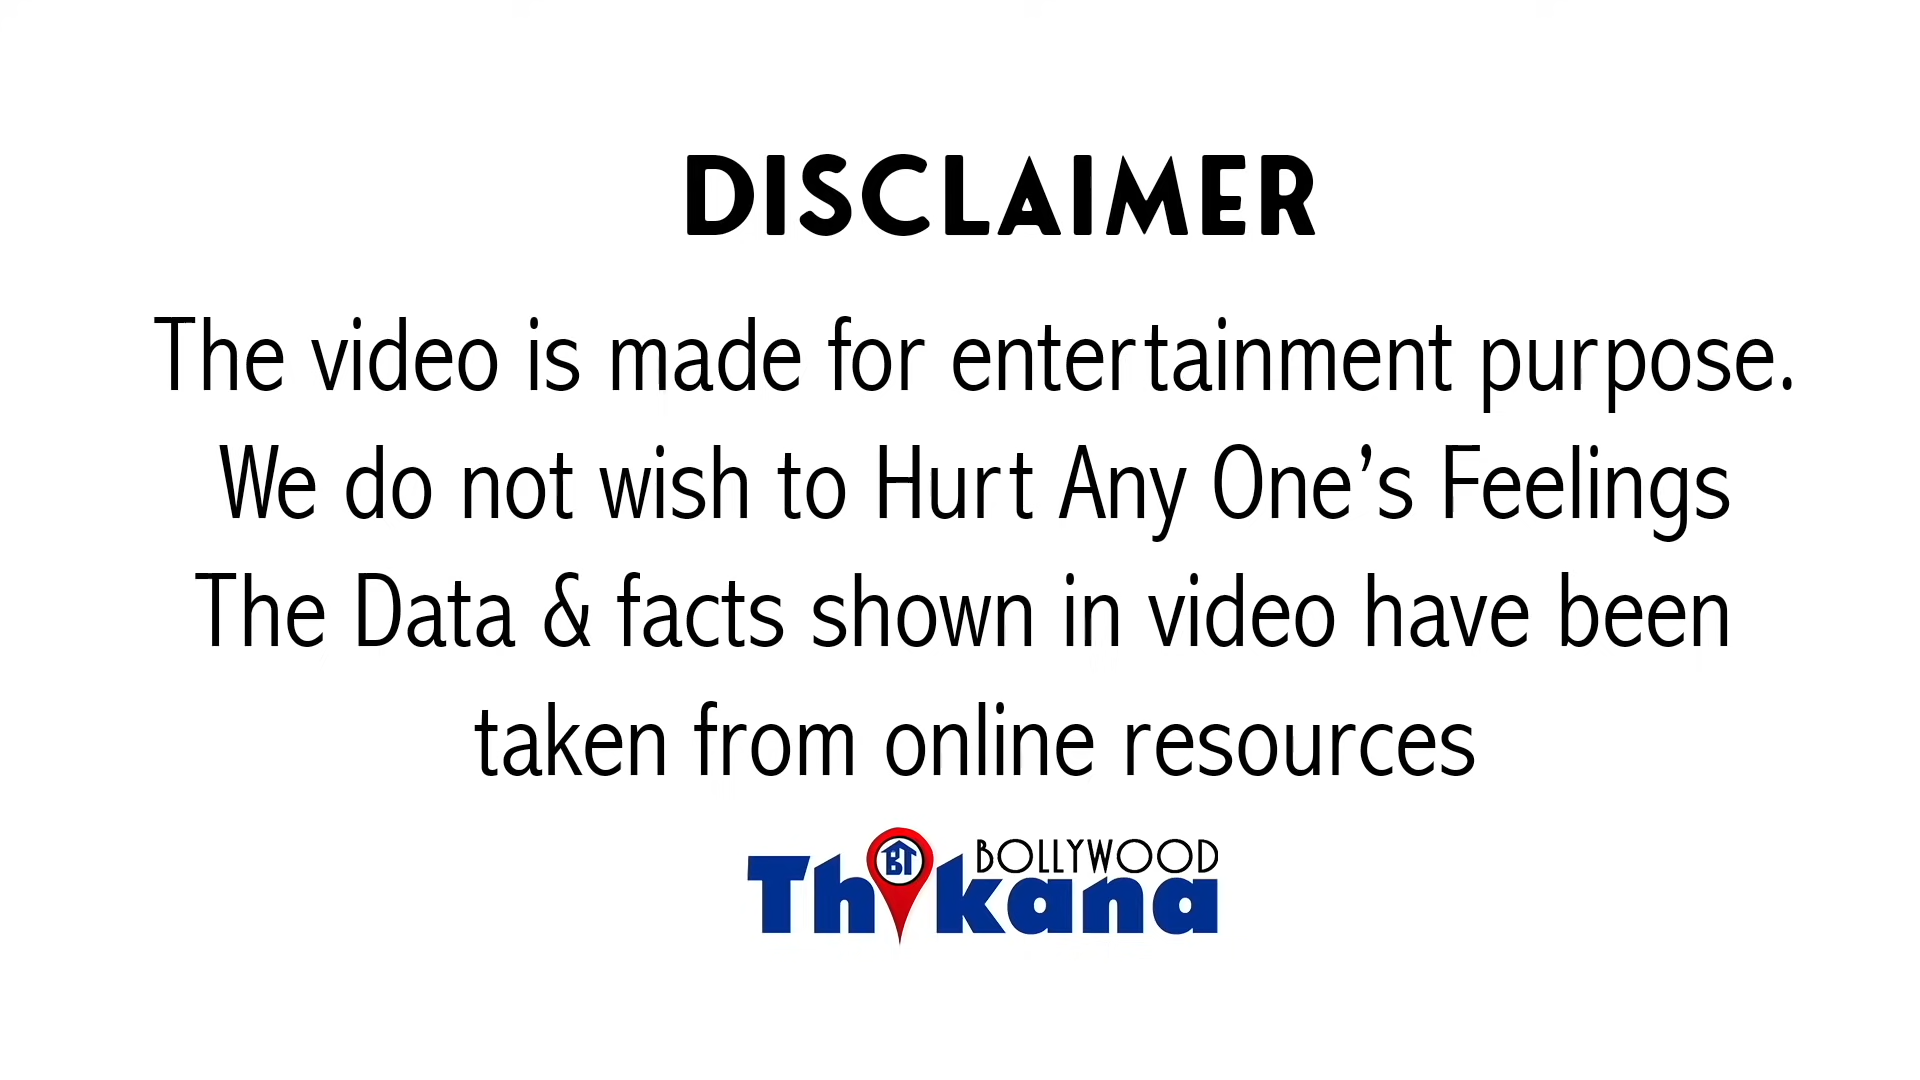 DISCLAIMER
The video is made for entertainment purpose.
We do not wish to Hurt Any One’s Feelings
The Data & facts shown in video have been
taken from online resources
BT
BOLLYWOOD
Thikana